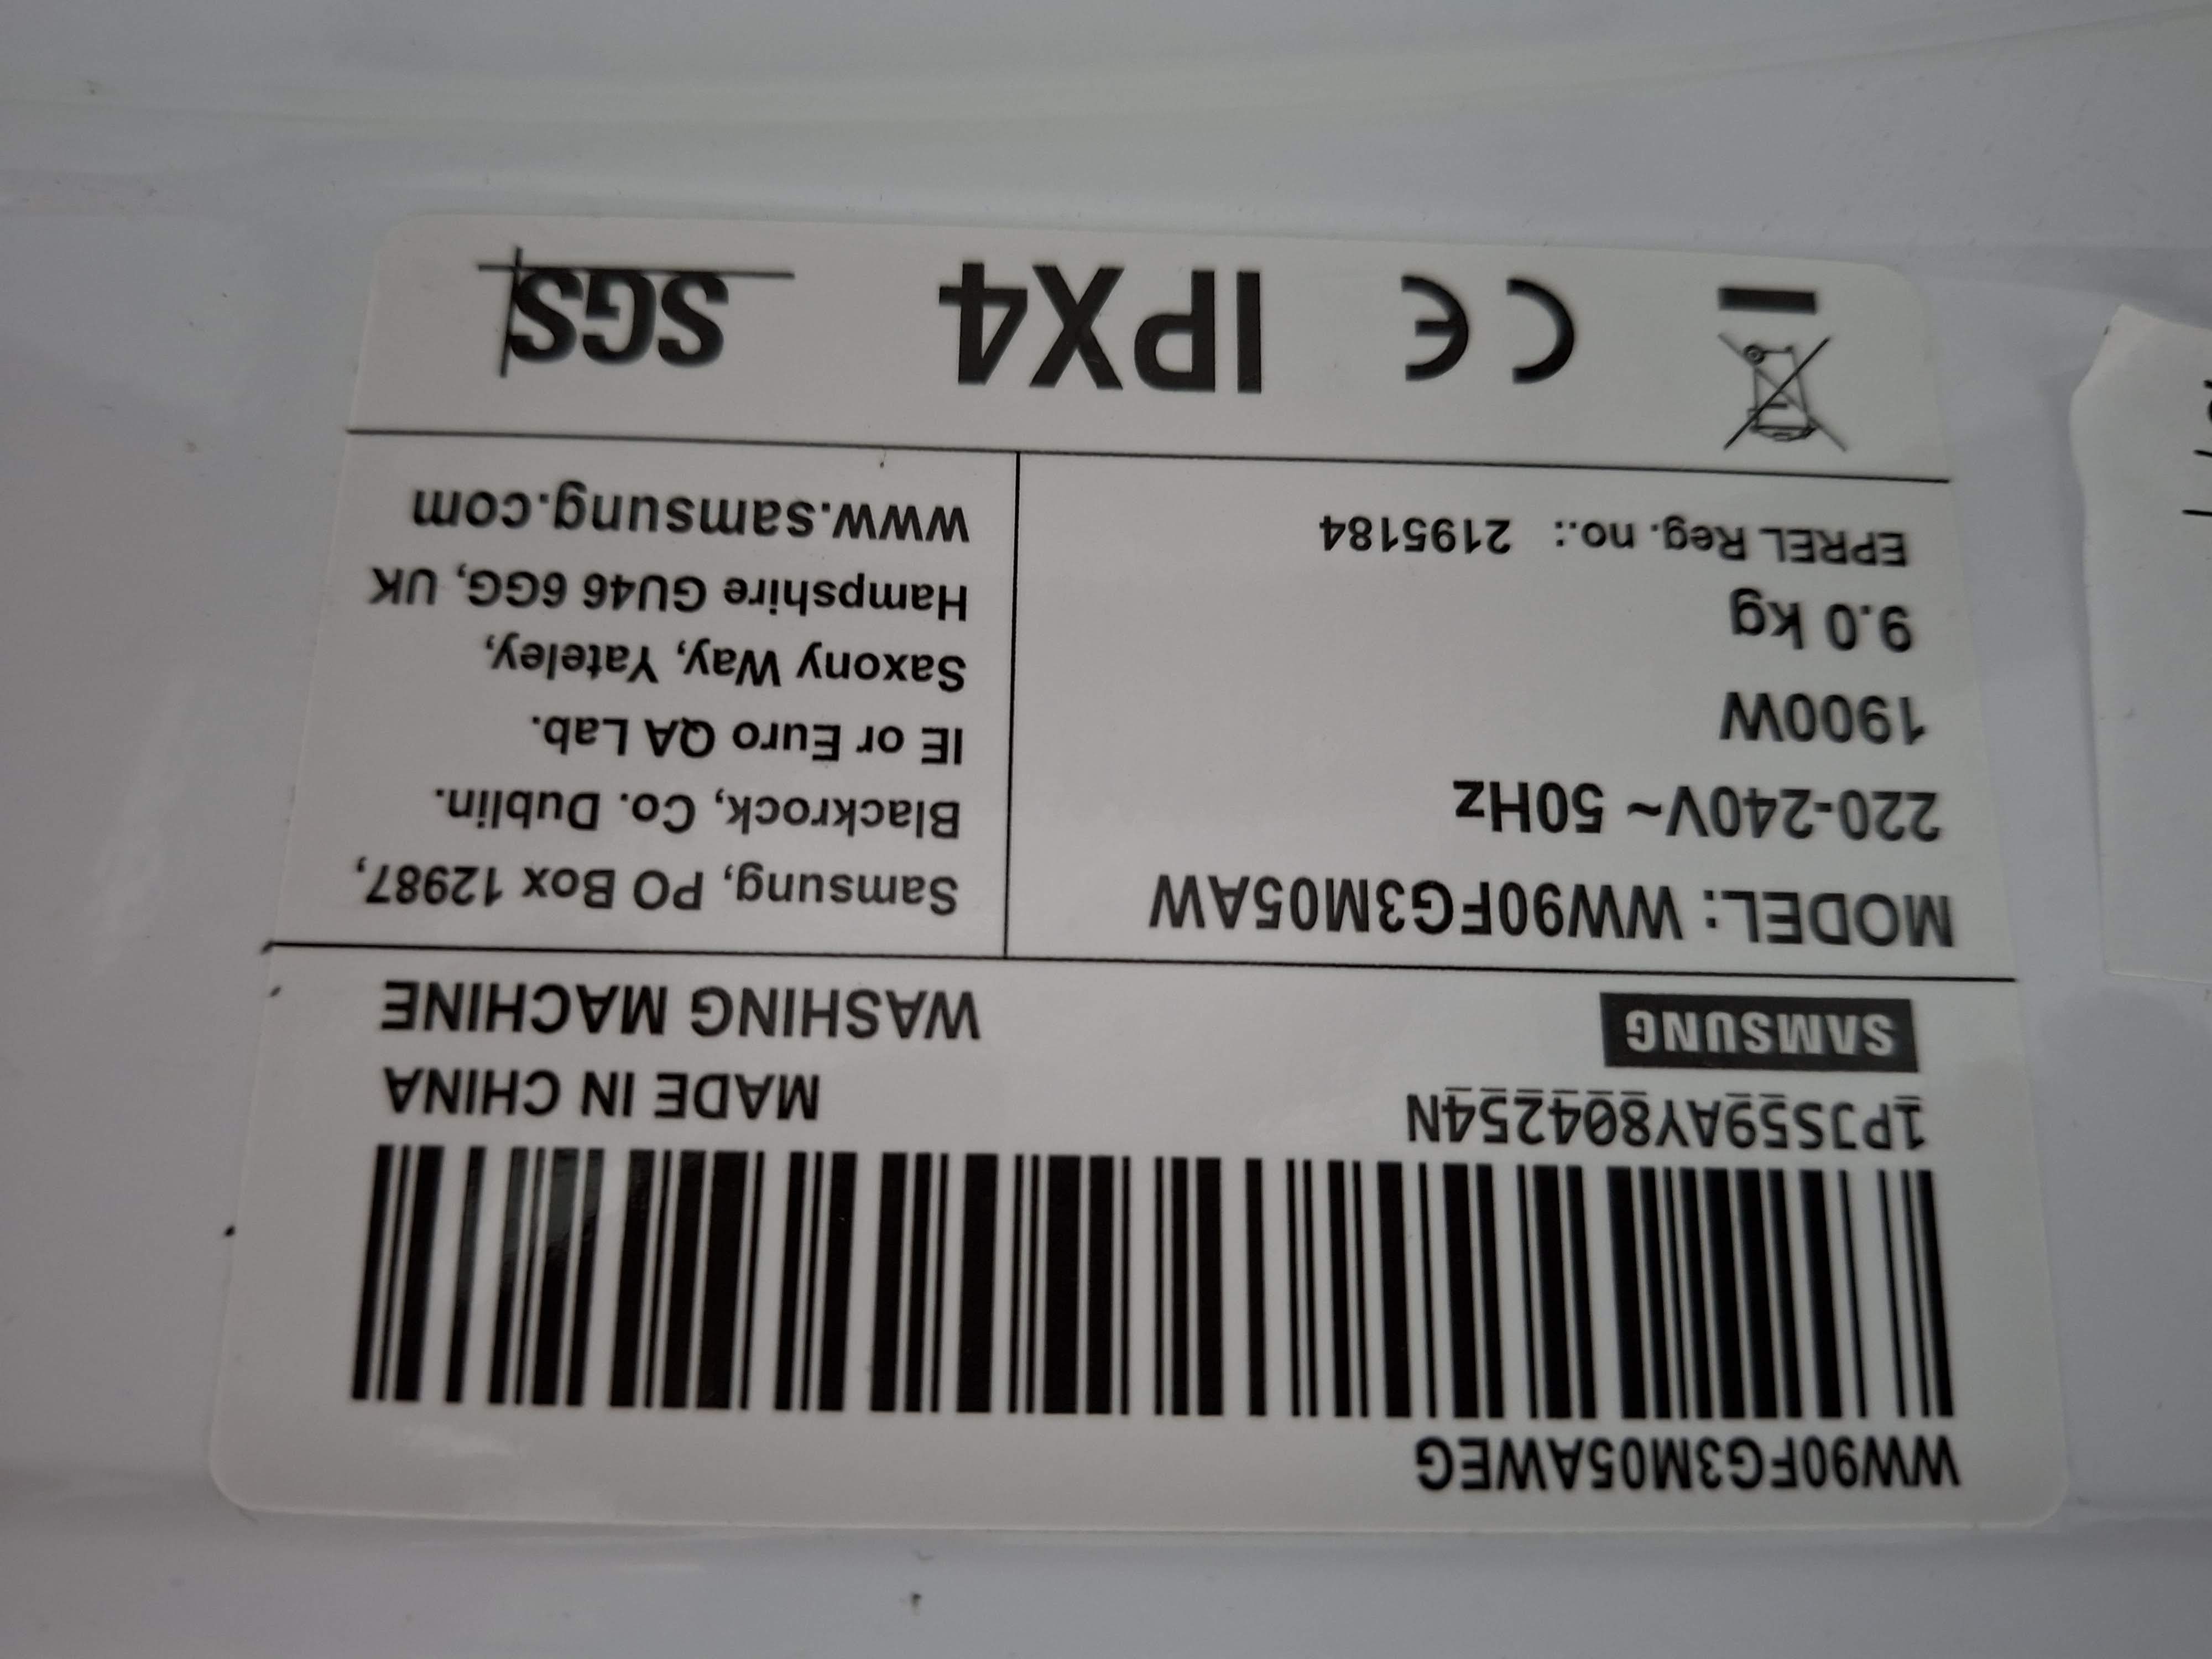 WW90FG3M05AWEG
1PJS59AY804254N
MADE IN CHINA
SAMSUNG
WASHING MACHINE
MODEL: WW90FG3M05AW
220-240V~ 50Hz
1900W
9.0 kg
EPREL Reg. no.: 2195184
Samsung, PO Box 12987,
Blackrock, Co. Dublin.
IE or Euro QA Lab.
Saxony Way, Yateley,
Hampshire GU46 6GG, UK
www.samsung.com
CE
IPX4
SGS